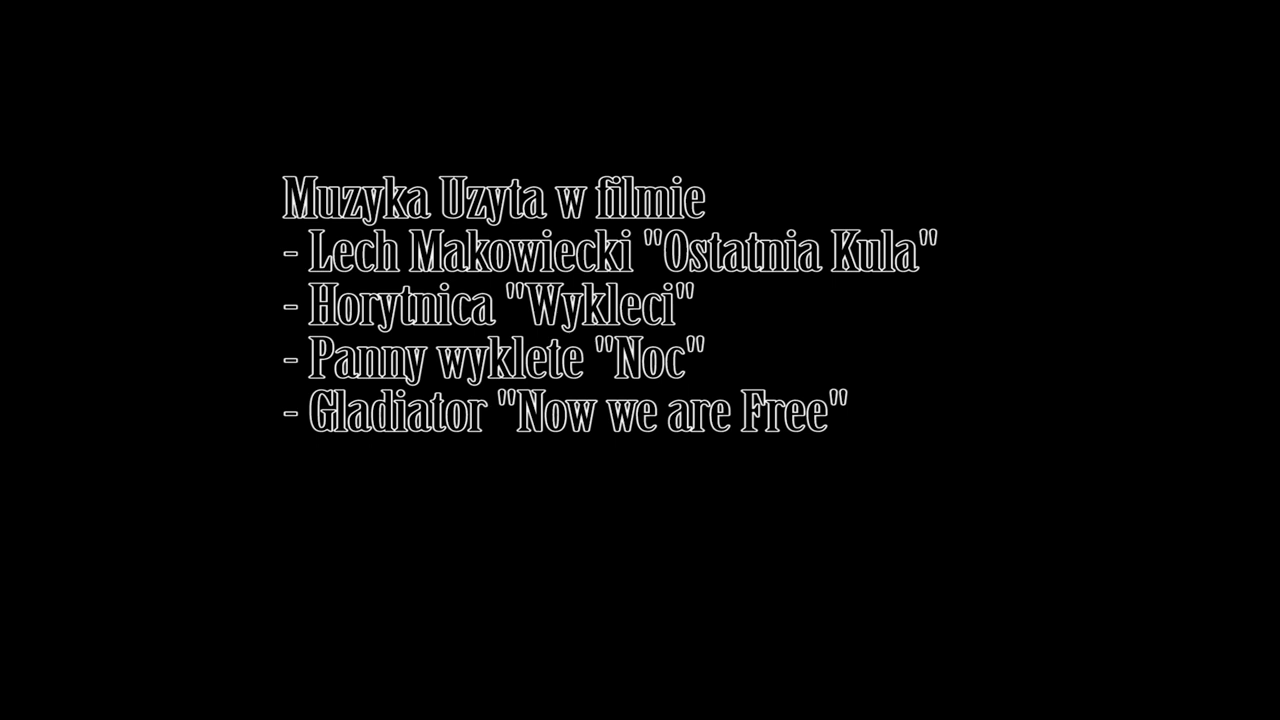 Muzyka Uzyta w filmie
- Lech Makowiecki "Ostatnia Kula"
- Horytnica "Wykleci"
- Panny wyklete "Noc"
- Gladiator "Now we are Free"